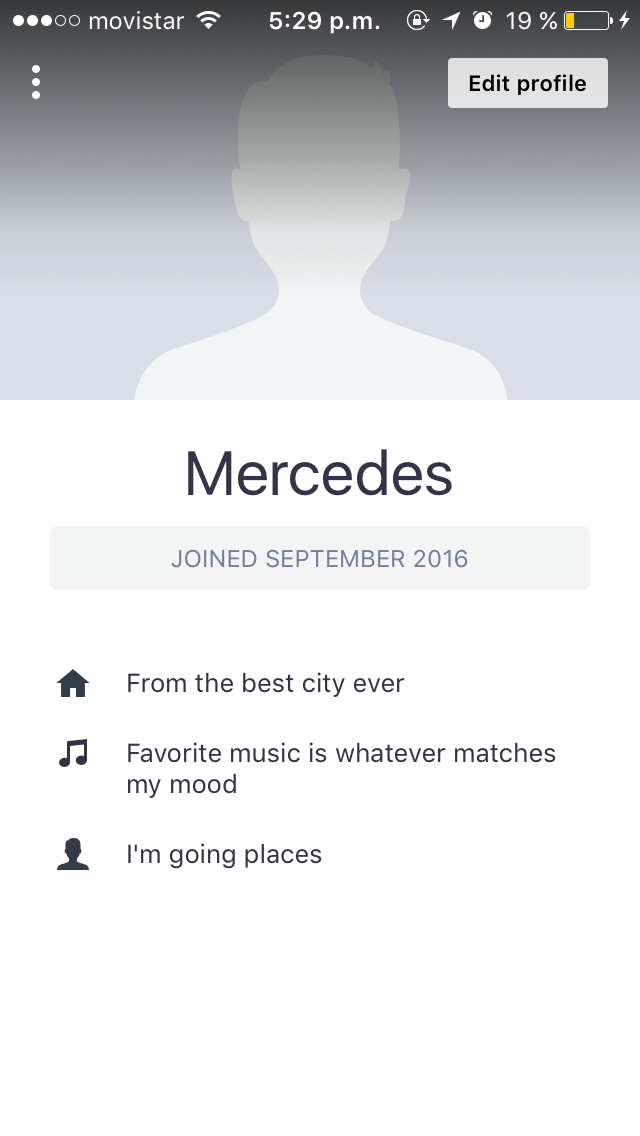 movistar 5:29 p.m. 19 %
Edit profile
Mercedes
JOINED SEPTEMBER 2016
From the best city ever
Favorite music is whatever matches
my mood
I'm going places